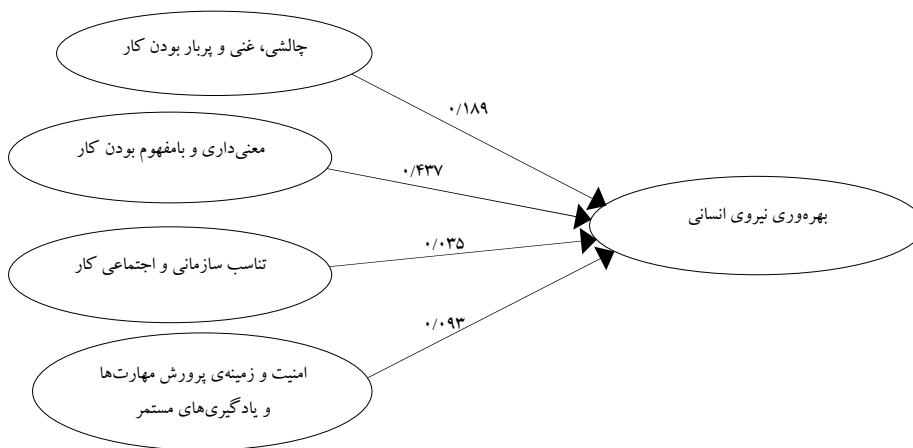 چالشی، غنی و پربار بودن کار
۰/۱۸۹
معنی‌داری و بامفهوم بودن کار
۰/۴۳۷
بهره‌وری نیروی انسانی
تناسب سازمانی و اجتماعی کار
۰/۰۳۵
۰/۰۹۳
امنیت و زمینه‌ی پرورش مهارت‌ها
و یادگیری‌های مستمر